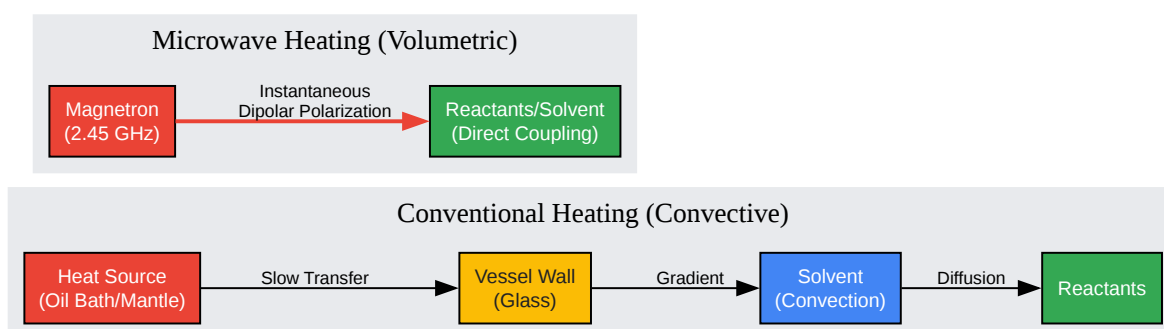 Microwave Heating (Volumetric)
Magnetron
(2.45 GHz)
Instantaneous
Dipolar Polarization
Reactants/Solvent
(Direct Coupling)
Conventional Heating (Convective)
Heat Source
(Oil Bath/Mantle)
Slow Transfer
Vessel Wall
(Glass)
Gradient
Solvent
(Convection)
Diffusion
Reactants